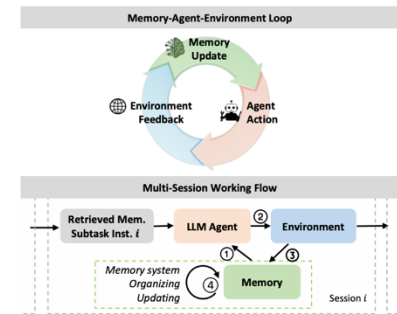 Memory-Agent-Environment Loop
Memory
Update
Environment
Feedback
Agent
Action
Multi-Session Working Flow
Retrieved Mem.
Subtask Inst. i
LLM Agent
②
Environment
①
③
Memory system
Organizing
Updating
④
Memory
Session i